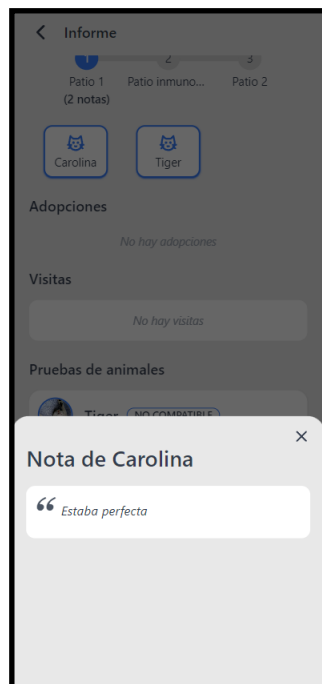 Informe
1 2 3
Patio 1 Patio inmuno... Patio 2
(2 notas)
Carolina Tiger
Adopciones
No hay adopciones
Visitas
No hay visitas
Pruebas de animales
Tiger NO COMPATIBLE
Nota de Carolina
Estaba perfecta